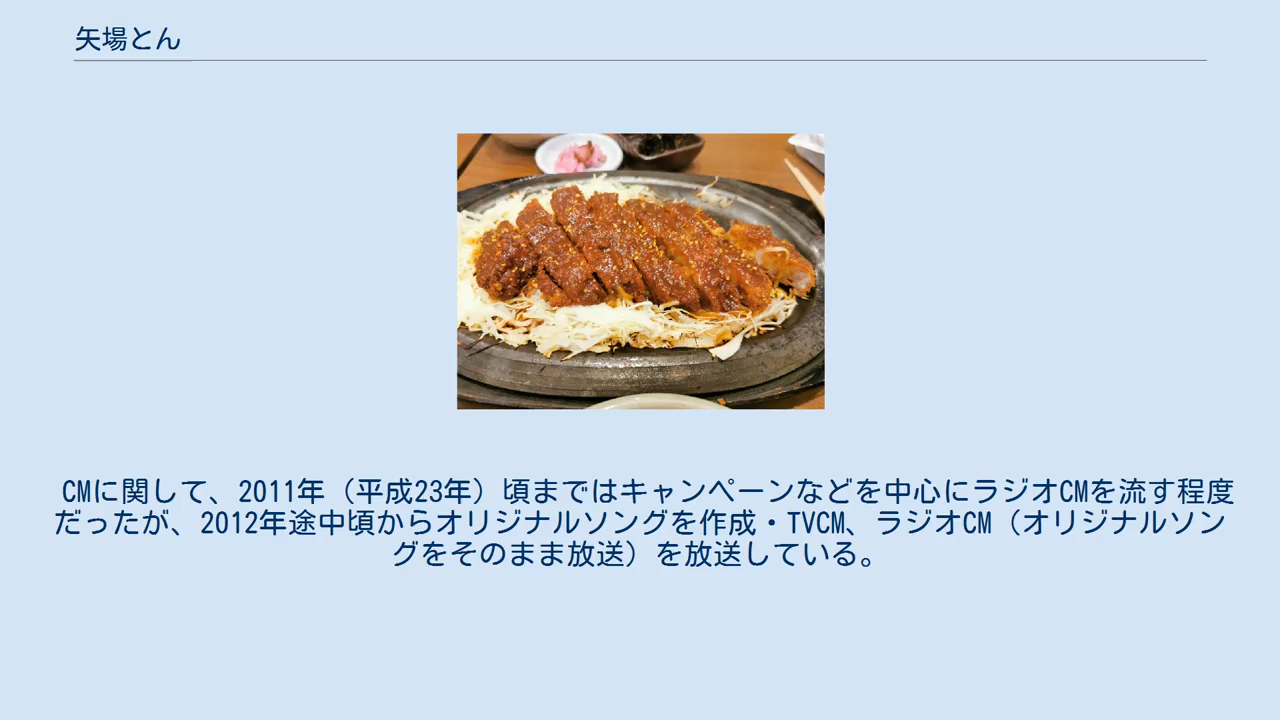 矢場とん
CMに関して、2011年（平成23年）頃まではキャンペーンなどを中心にラジオCMを流す程度
だったが、2012年途中頃からオリジナルソングを作成・TVCM、ラジオCM（オリジナルソン
グをそのまま放送）を放送している。